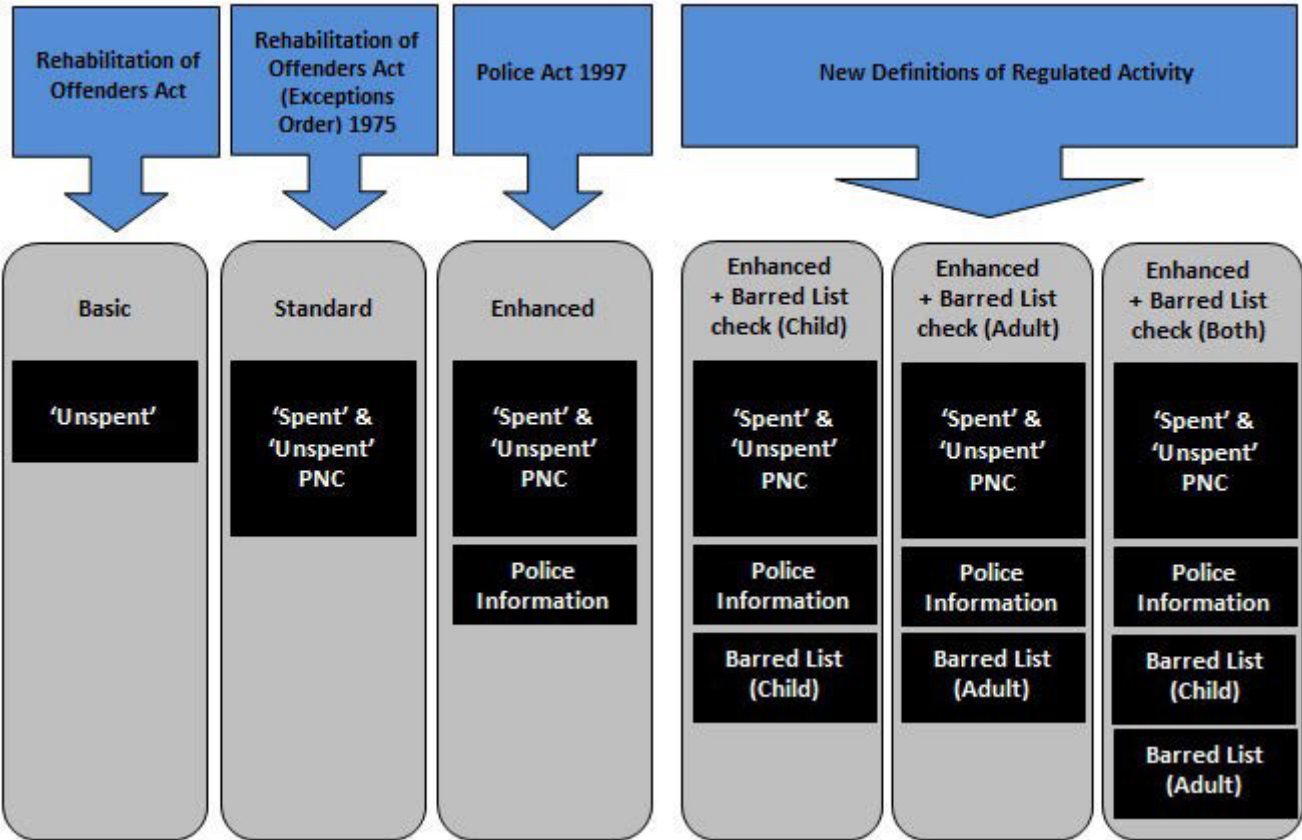 Rehabilitation of
Offenders Act
Rehabilitation of
Offenders Act
(Exceptions
Order) 1975
Police Act 1997
New Definitions of Regulated Activity
Basic
‘Unspent’
Standard
‘Spent’ &
‘Unspent’
PNC
Enhanced
‘Spent’ &
‘Unspent’
PNC
Police
Information
Enhanced
+ Barred List
check (Child)
‘Spent’ &
‘Unspent’
PNC
Police
Information
Barred List
(Child)
Enhanced
+ Barred List
check (Adult)
‘Spent’ &
‘Unspent’
PNC
Police
Information
Barred List
(Adult)
Enhanced
+ Barred List
check (Both)
‘Spent’ &
‘Unspent’
PNC
Police
Information
Barred List
(Child)
Barred List
(Adult)